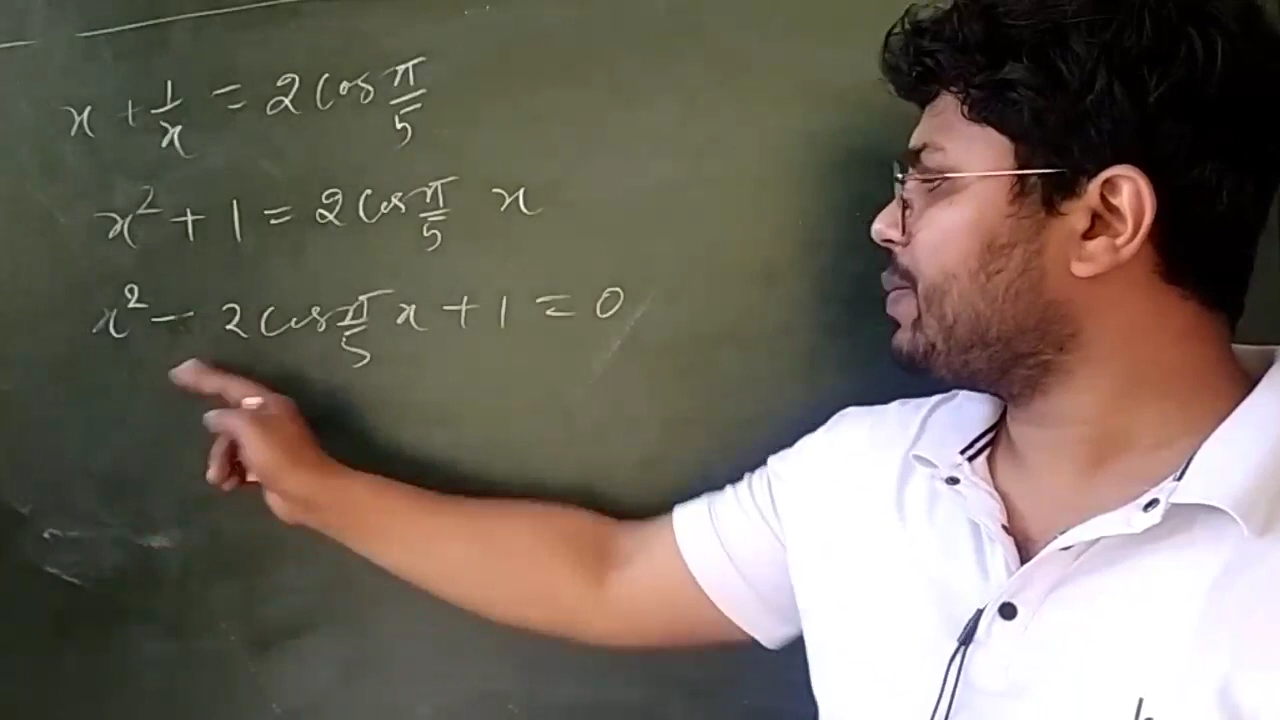 x + 1/x = 2 cos π/5
x² + 1 = 2 cos π/5 x
x² - 2 cos π/5 x + 1 = 0